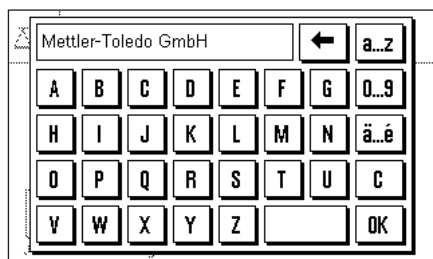 Mettler-Toledo GmbH a...z
A B C D E F G 0...9
H I J K L M N ä...é
O P Q R S T U C
V W X Y Z OK